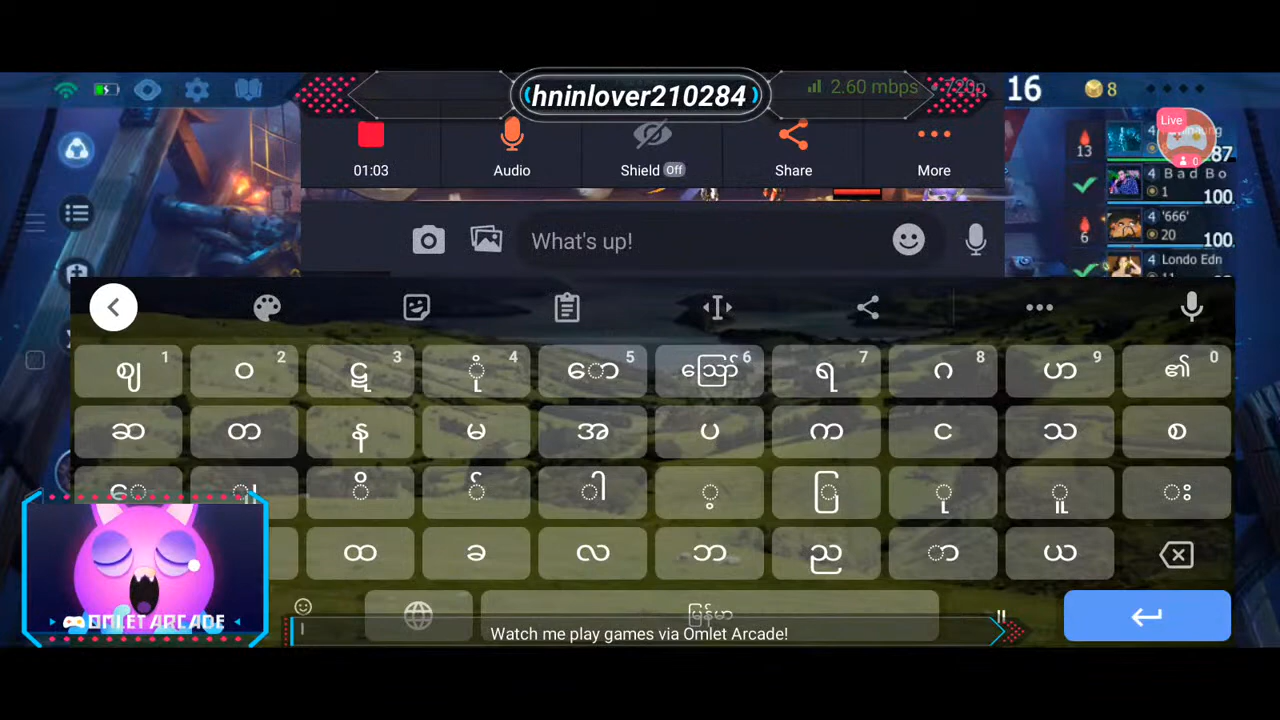 hninlover210284
2.60 mbps
720p
16
8
Live
0
01:03
Audio
Shield Off
Share
More
13
4
87
4 Bad Bo
1
100
6
4 '666'
20
100
4 Londo Edn
11
What's up!
ဈ 1 ဝ 2 ဋ္ဌ 3 ုံ 4 ော 5 ဪ 6 ရ 7 ဂ 8 ဟ 9 ၏ 0
ဆ တ န မ အ ပ က င သ စ
ေ ျ ိ ် ါ ့ ြ ု ူ း
ထ ခ လ ဘ ည ာ ယ
မြန်မာ
OMLET ARCADE
Watch me play games via Omlet Arcade!